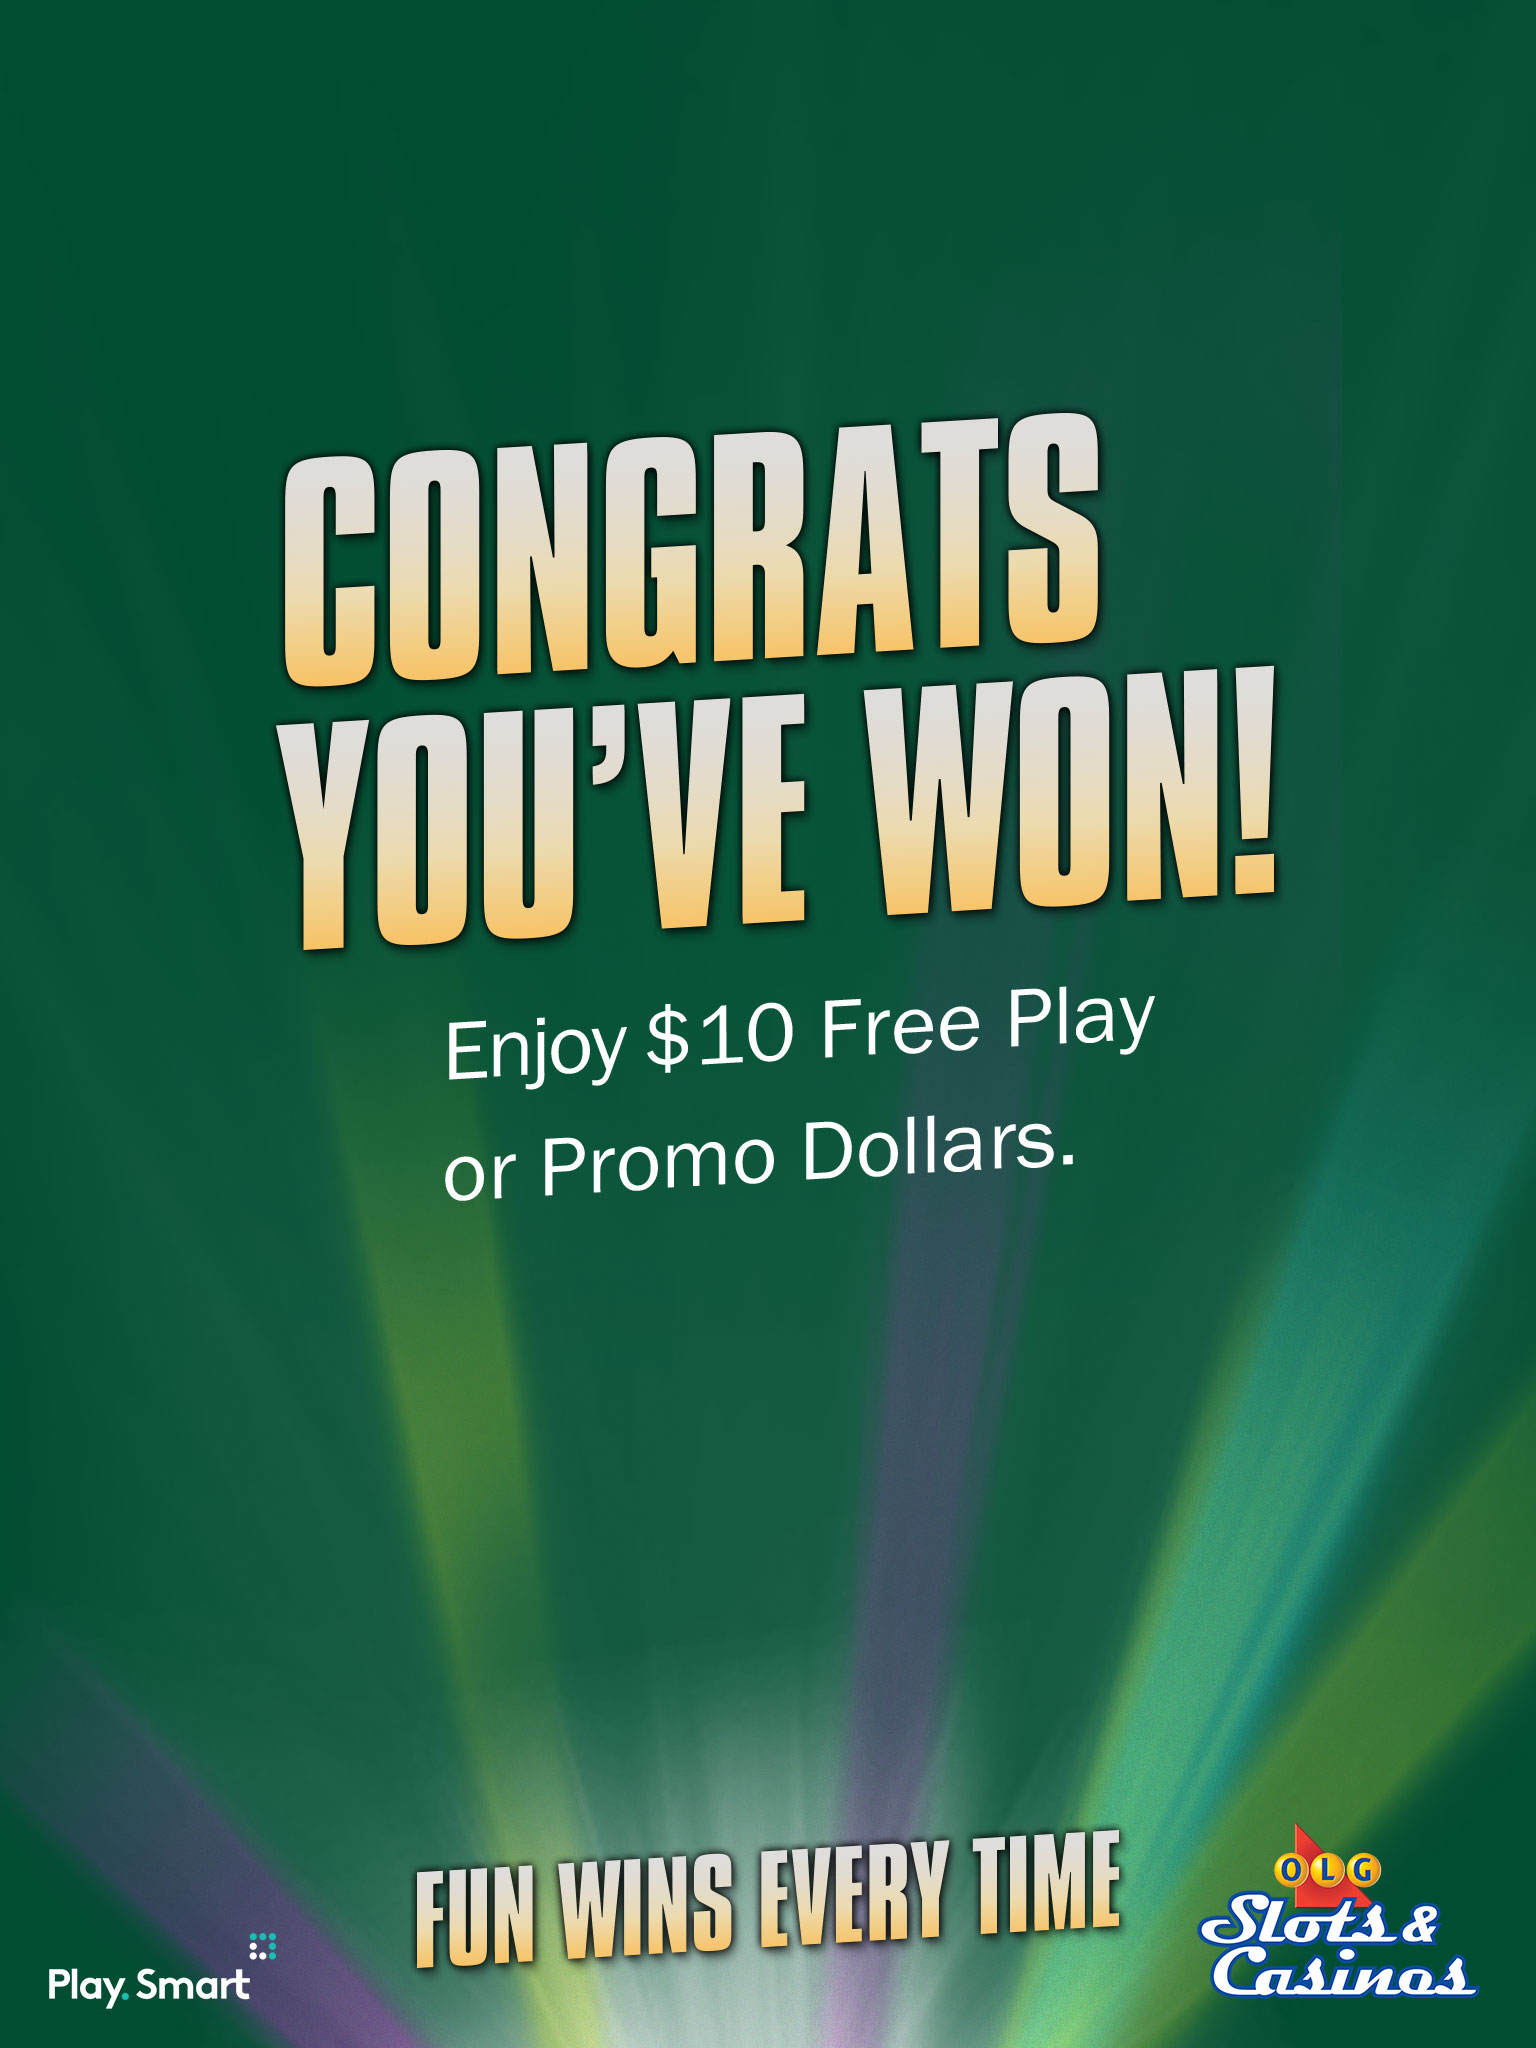 CONGRATS
YOU'VE WON!
Enjoy $10 Free Play
or Promo Dollars.
FUN WINS EVERY TIME
Play.Smart
OLG
Slots &
Casinos